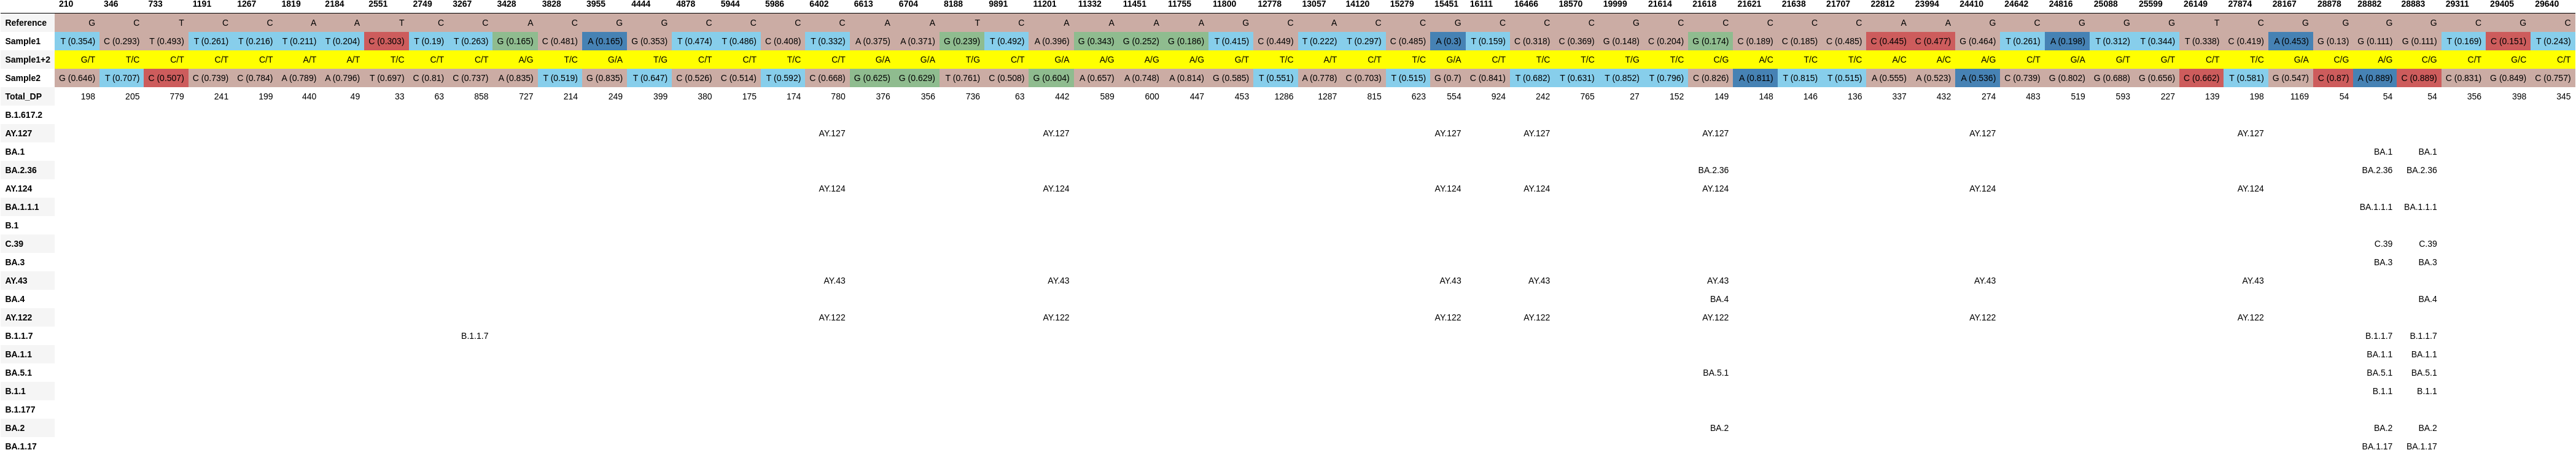 210 346 733 1191 1267 1819 2184 2551 2749 3267 3428 3828 3955 4444 4878 5944 5986 6402 6613 6704 8188 9891 11201 11332 11451 11755 11800 12778 13057 14120 15279 15451 16111 16466 18570 19999 21614 21618 21621 21638 21707 22812 23994 24410 24642 24816 25088 25599 26149 27874 28167 28878 28882 28883 29311 29405 29640
Reference G C T C C A A T C C A C G G C C C C A A T C A A A A G C A C C G C C C G C C C C C A A G C G G G T C G G G G C G C
Sample1 T (0.354) C (0.293) T (0.493) T (0.261) T (0.216) T (0.211) T (0.204) C (0.303) T (0.19) T (0.263) G (0.165) C (0.481) A (0.165) G (0.353) T (0.474) T (0.486) C (0.408) T (0.332) A (0.375) A (0.371) G (0.239) T (0.492) A (0.396) G (0.343) G (0.252) G (0.186) T (0.415) C (0.449) T (0.222) T (0.297) C (0.485) A (0.3) T (0.159) C (0.318) C (0.369) G (0.148) C (0.204) G (0.174) C (0.189) C (0.185) C (0.485) C (0.445) C (0.477) G (0.464) T (0.261) A (0.198) T (0.312) T (0.344) T (0.338) C (0.419) A (0.453) G (0.13) G (0.111) G (0.111) T (0.169) C (0.151) T (0.243)
Sample1+2 G/T T/C C/T C/T C/T A/T A/T T/C C/T C/T A/G T/C G/A T/G C/T C/T T/C C/T G/A G/A T/G C/T G/A A/G A/G A/G G/T T/C A/T C/T T/C G/A C/T T/C T/C T/G T/C C/G A/C T/C T/C A/C A/C A/G C/T G/A G/T G/T C/T T/C G/A C/G A/G C/G C/T G/C C/T
Sample2 G (0.646) T (0.707) C (0.507) C (0.739) C (0.784) A (0.789) A (0.796) T (0.697) C (0.81) C (0.737) A (0.835) T (0.519) G (0.835) T (0.647) C (0.526) C (0.514) T (0.592) C (0.668) G (0.625) G (0.629) T (0.761) C (0.508) G (0.604) A (0.657) A (0.748) A (0.814) G (0.585) T (0.551) A (0.778) C (0.703) T (0.515) G (0.7) C (0.841) T (0.682) T (0.631) T (0.852) T (0.796) C (0.826) A (0.811) T (0.815) T (0.515) A (0.555) A (0.523) A (0.536) C (0.739) G (0.802) G (0.688) G (0.656) C (0.662) T (0.581) G (0.547) C (0.87) A (0.889) C (0.889) C (0.831) G (0.849) C (0.757)
Total_DP 198 205 779 241 199 440 49 33 63 858 727 214 249 399 380 175 174 780 376 356 736 63 442 589 600 447 453 1286 1287 815 623 554 924 242 765 27 152 149 148 146 136 337 432 274 483 519 593 227 139 198 1169 54 54 54 356 398 345
B.1.617.2
AY.127 AY.127 AY.127 AY.127 AY.127 AY.127 AY.127 AY.127
BA.1 BA.1 BA.1
BA.2.36 BA.2.36 BA.2.36 BA.2.36
AY.124 AY.124 AY.124 AY.124 AY.124 AY.124 AY.124 AY.124
BA.1.1.1 BA.1.1.1 BA.1.1.1
B.1
C.39 C.39 C.39
BA.3 BA.3 BA.3
AY.43 AY.43 AY.43 AY.43 AY.43 AY.43 AY.43 AY.43
BA.4 BA.4 BA.4
AY.122 AY.122 AY.122 AY.122 AY.122 AY.122 AY.122 AY.122
B.1.1.7 B.1.1.7 B.1.1.7 B.1.1.7
BA.1.1 BA.1.1 BA.1.1
BA.5.1 BA.5.1 BA.5.1 BA.5.1
B.1.1 B.1.1 B.1.1
B.1.177
BA.2 BA.2 BA.2 BA.2
BA.1.17 BA.1.17 BA.1.17